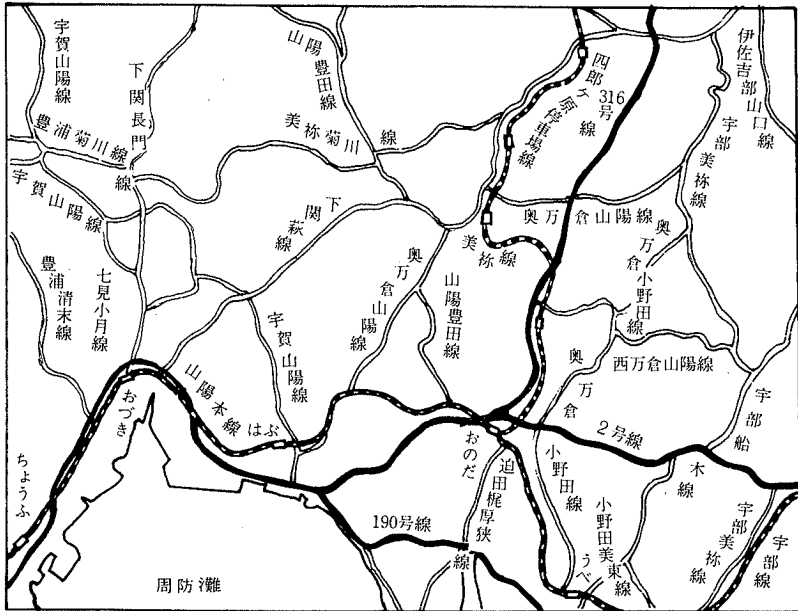 宇賀山陽線
下関長門線
山陽豊田線
四郎ヶ原停車場線
316号
伊佐吉部山口線
豊浦菊川線
美祢菊川線
宇部美祢線
宇賀山陽線
下関萩線
奥万倉山陽線
美祢線
奥万倉小野田線
豊浦清末線
七見小月線
宇賀山陽線
奥万倉山陽線
山陽豊田線
西万倉山陽線
山陽本線
おづき
はぶ
おのだ
奥万倉小野田線
2号線
宇部船木線
ちょうふ
190号線
迫田梶厚狭線
小野田美東線
うべ
宇部美祢線
宇部線
周防灘